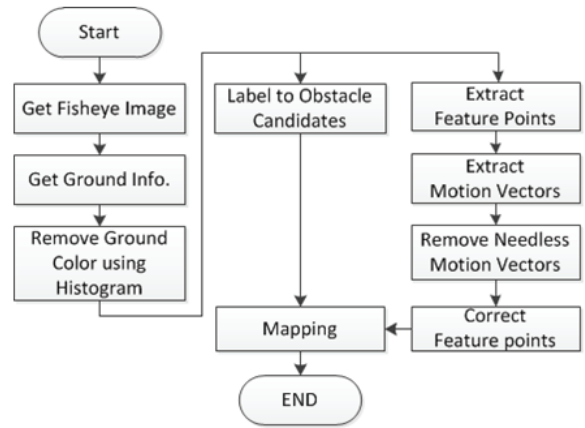 Start
Get Fisheye Image
Get Ground Info.
Remove Ground
Color using
Histogram
Label to Obstacle
Candidates
Extract
Feature Points
Extract
Motion Vectors
Remove Needless
Motion Vectors
Correct
Feature points
Mapping
END